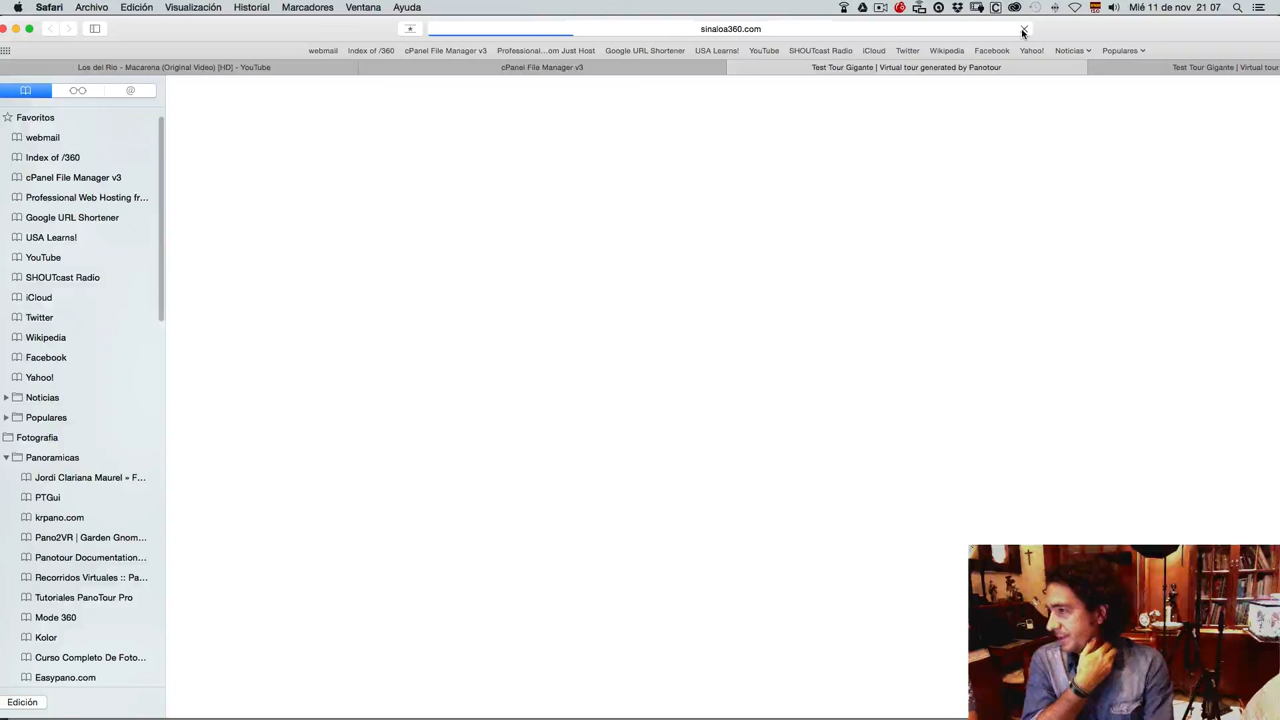 Safari Archivo Edición Visualización Historial Marcadores Ventana Ayuda Mié 11 de nov 21 07
sinaloa360.com
webmail Index of /360 cPanel File Manager v3 Professional...om Just Host Google URL Shortener USA Learns! YouTube SHOUTcast Radio iCloud Twitter Wikipedia Facebook Yahoo! Noticias Populares
Los del Rio - Macarena (Original Video) [HD] - YouTube cPanel File Manager v3 Test Tour Gigante | Virtual tour generated by Panotour Test Tour Gigante | Virtual tour
Favoritos
webmail
Index of /360
cPanel File Manager v3
Professional Web Hosting fr...
Google URL Shortener
USA Learns!
YouTube
SHOUTcast Radio
iCloud
Twitter
Wikipedia
Facebook
Yahoo!
Noticias
Populares
Fotografia
Panoramicas
Jordi Clariana Maurel » F...
PTGui
krpano.com
Pano2VR | Garden Gnom...
Panotour Documentation...
Recorridos Virtuales :: Pa...
Tutoriales PanoTour Pro
Mode 360
Kolor
Curso Completo De Foto...
Easypano.com
Edición